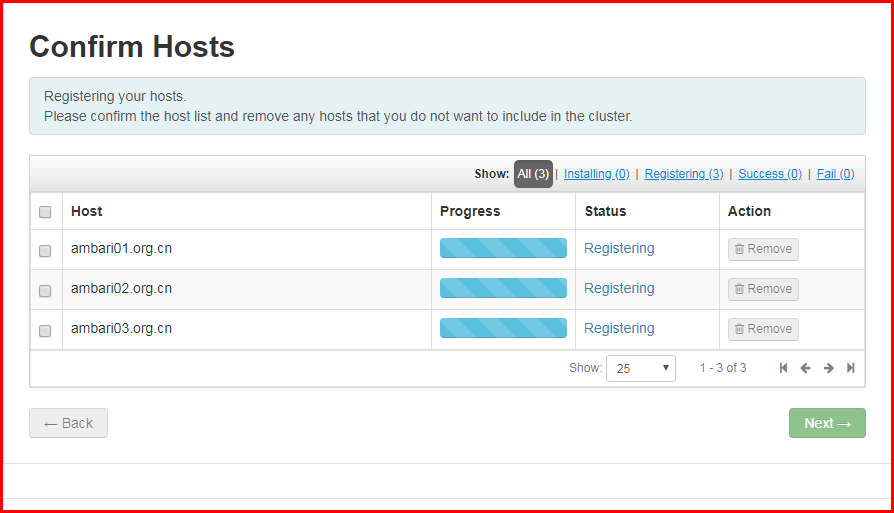 Confirm Hosts
Registering your hosts.
Please confirm the host list and remove any hosts that you do not want to include in the cluster.
Show: All (3) | Installing (0) | Registering (3) | Success (0) | Fail (0)
Host Progress Status Action
ambari01.org.cn Registering Remove
ambari02.org.cn Registering Remove
ambari03.org.cn Registering Remove
Show: 25 1 - 3 of 3
← Back Next →